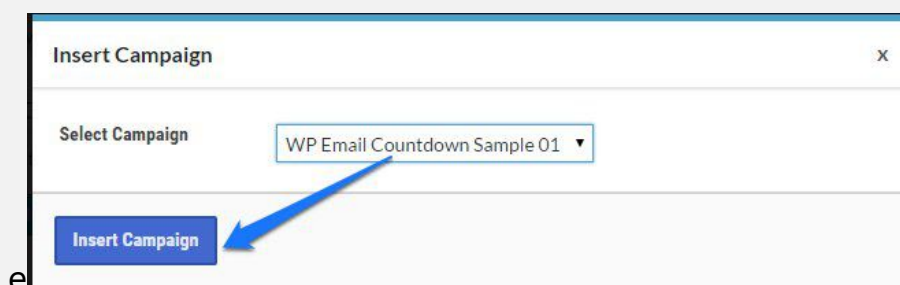 Insert Campaign x
Select Campaign
WP Email Countdown Sample 01
Insert Campaign
e